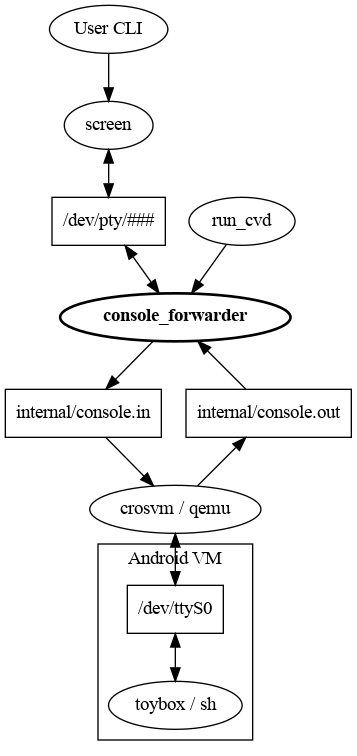 User CLI
screen
/dev/pty/###
run_cvd
console_forwarder
internal/console.in
internal/console.out
crosvm / qemu
Android VM
/dev/ttyS0
toybox / sh